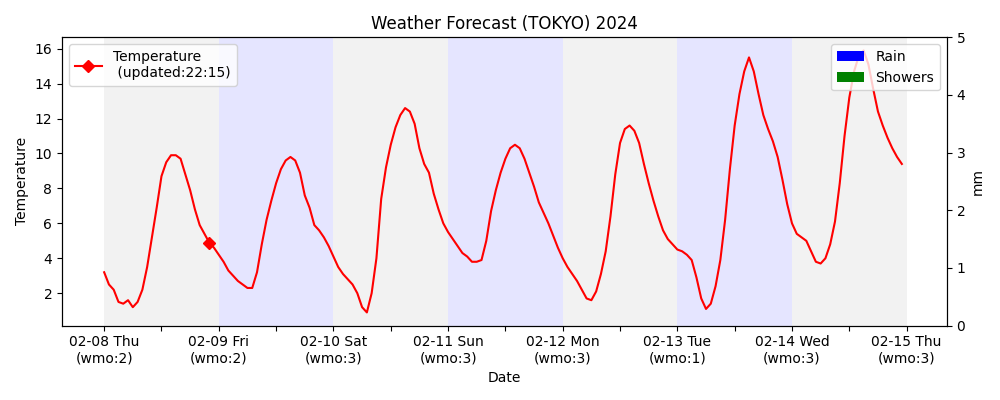 Weather Forecast (TOKYO) 2024
Temperature
(updated:22:15)
Rain
Showers
16
14
12
10
8
6
4
2
Temperature
5
4
3
2
1
0
mm
02-08 Thu
(wmo:2)
02-09 Fri
(wmo:2)
02-10 Sat
(wmo:3)
02-11 Sun
(wmo:3)
02-12 Mon
(wmo:3)
02-13 Tue
(wmo:1)
02-14 Wed
(wmo:3)
02-15 Thu
(wmo:3)
Date